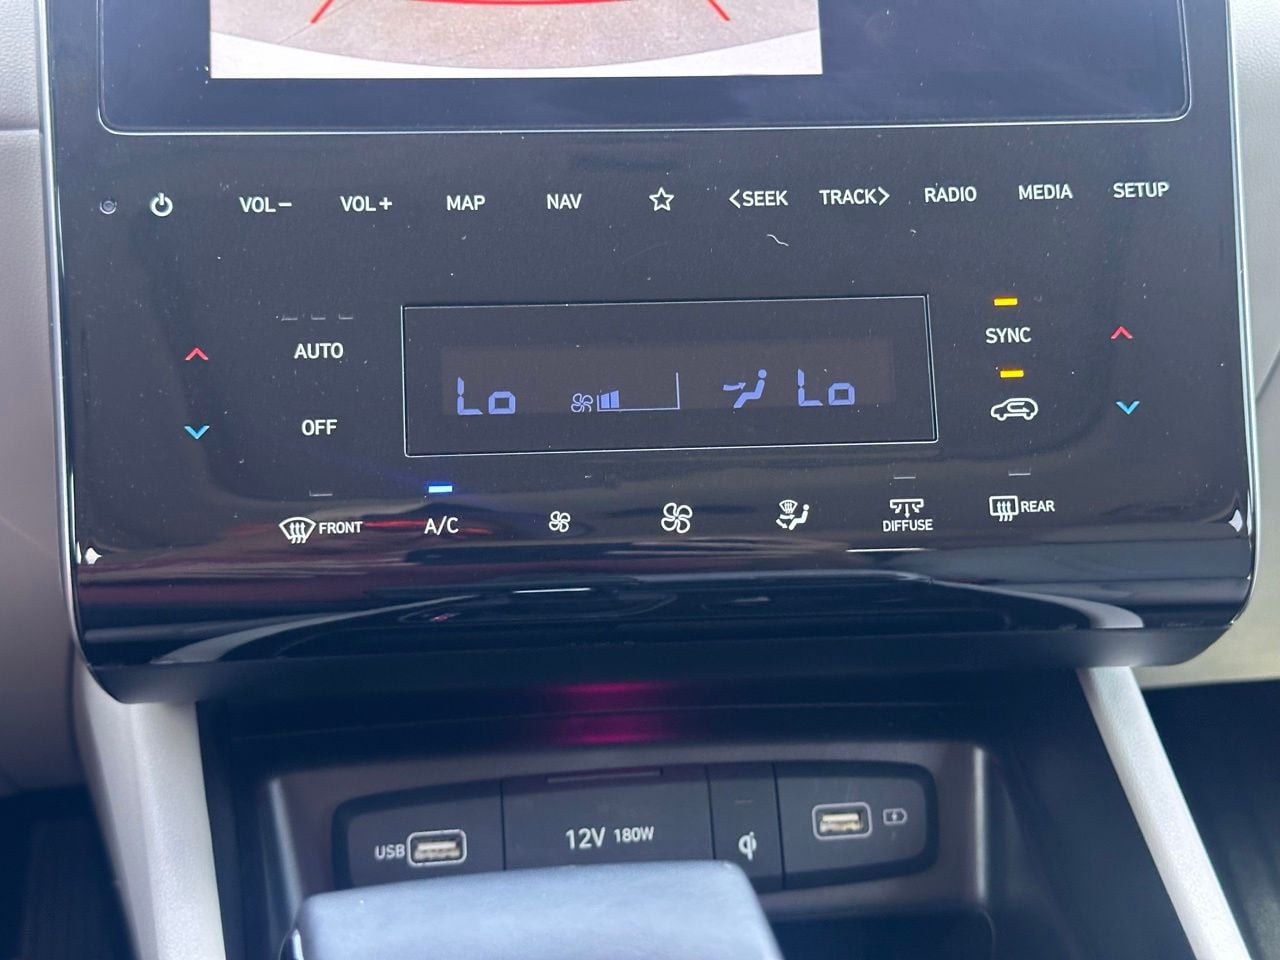 VOL− VOL+ MAP NAV <SEEK TRACK> RADIO MEDIA SETUP
AUTO SYNC
Lo Lo
OFF
FRONT A/C DIFFUSE REAR
USB 12V 180W